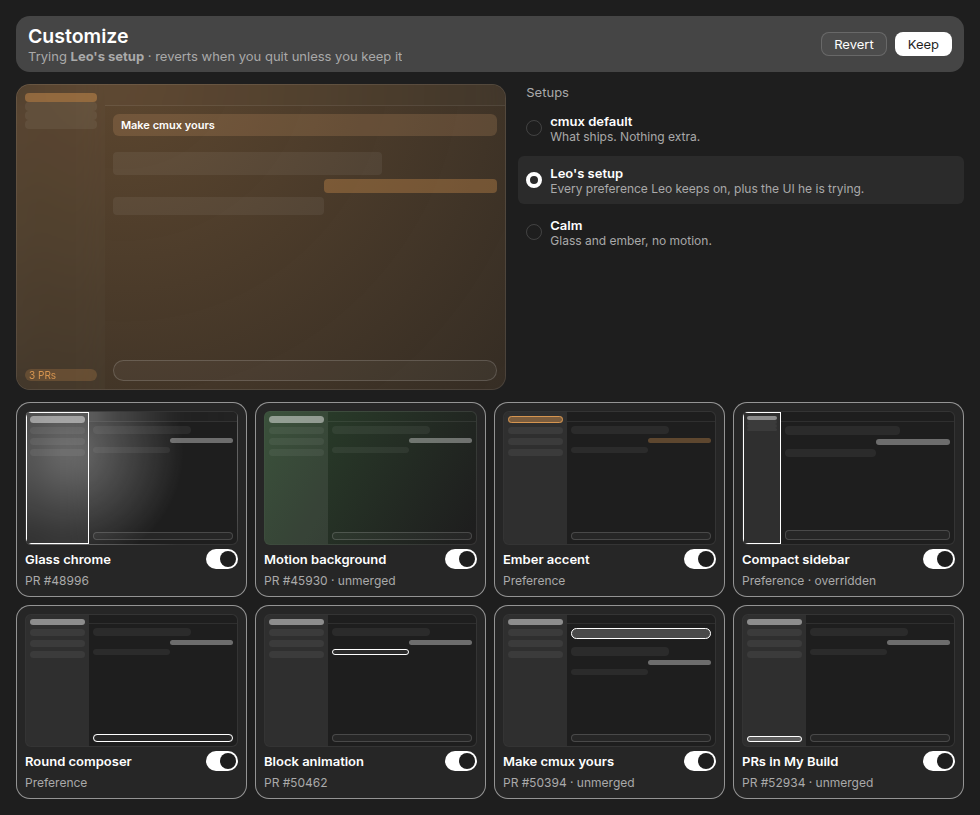 Customize
Trying Leo's setup · reverts when you quit unless you keep it
Revert
Keep
Make cmux yours
3 PRs
Setups
cmux default
What ships. Nothing extra.
Leo's setup
Every preference Leo keeps on, plus the UI he is trying.
Calm
Glass and ember, no motion.
Glass chrome
PR #48996
Motion background
PR #45930 · unmerged
Ember accent
Preference
Compact sidebar
Preference · overridden
Round composer
Preference
Block animation
PR #50462
Make cmux yours
PR #50394 · unmerged
PRs in My Build
PR #52934 · unmerged